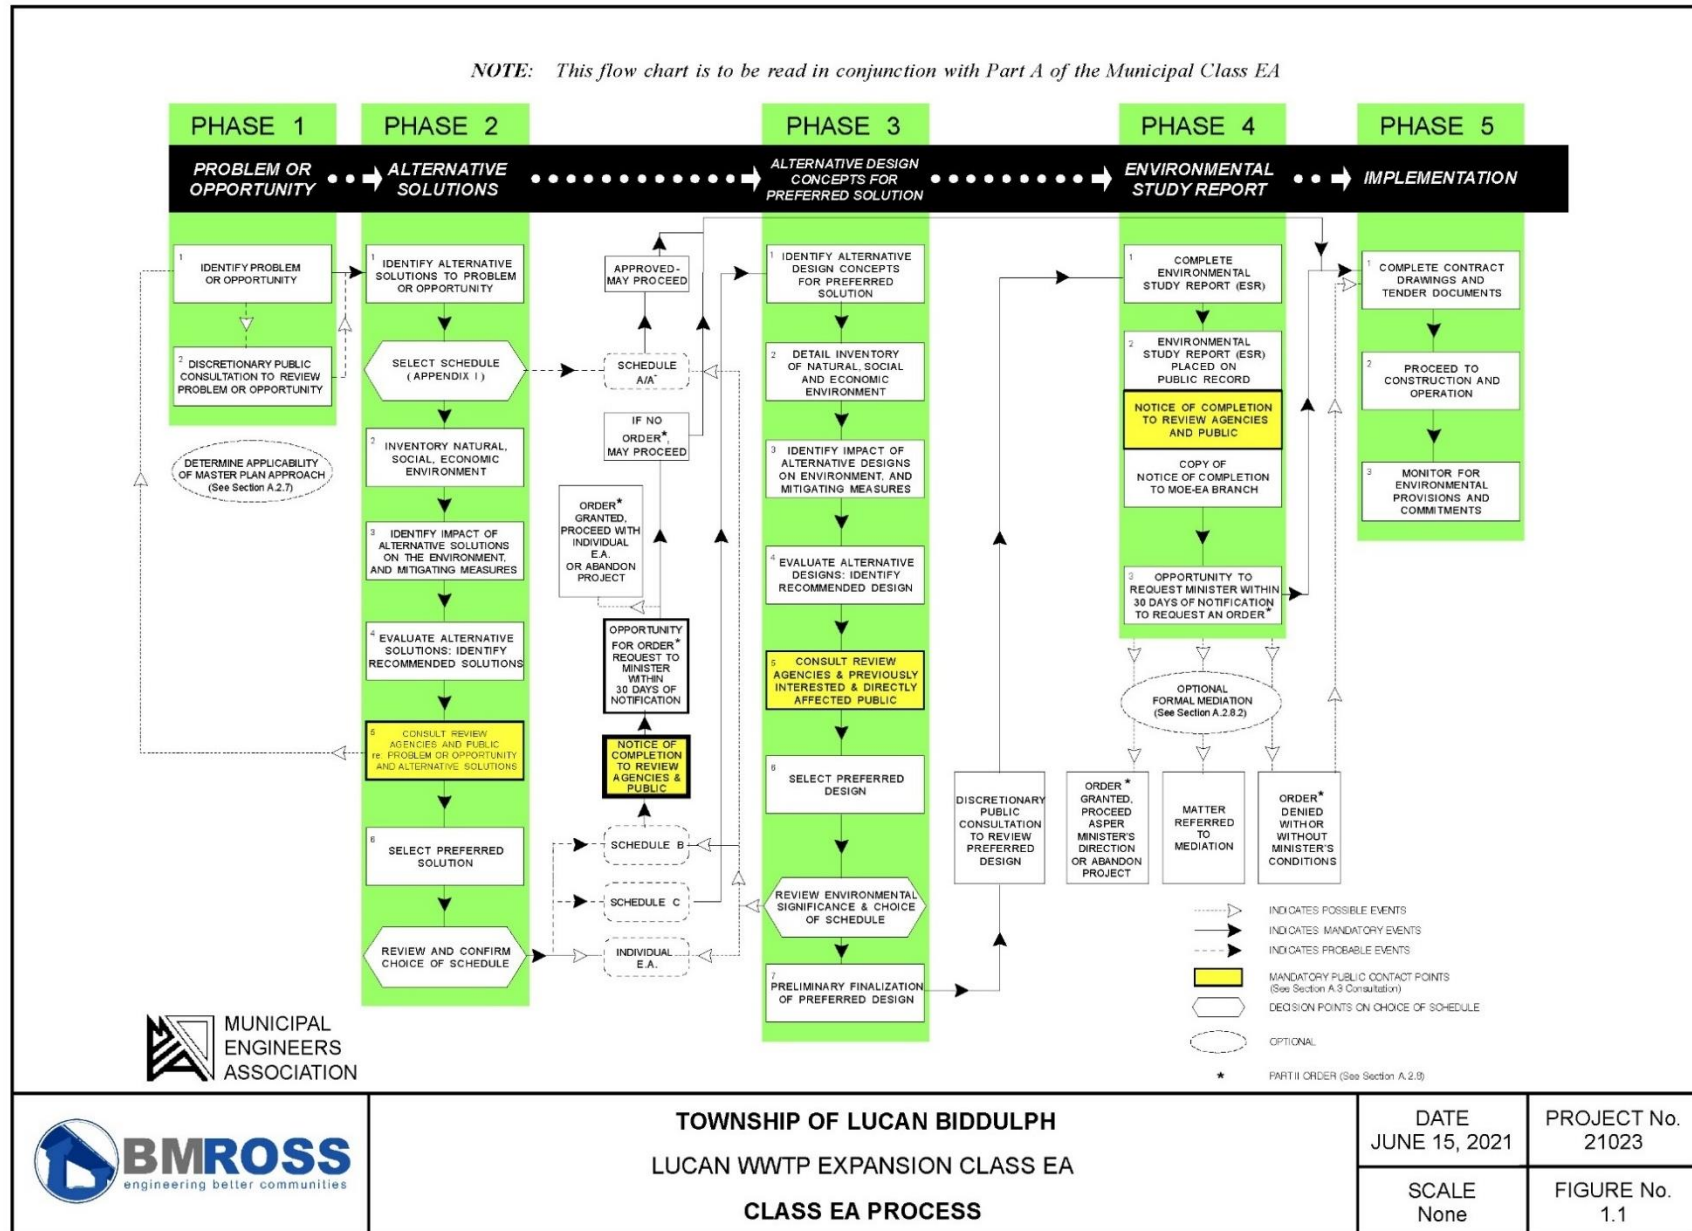 NOTE: This flow chart is to be read in conjunction with Part A of the Municipal Class EA
PHASE 1
PHASE 2
PHASE 3
PHASE 4
PHASE 5
PROBLEM OR
OPPORTUNITY
ALTERNATIVE
SOLUTIONS
ALTERNATIVE DESIGN
CONCEPTS FOR
PREFERRED SOLUTION
ENVIRONMENTAL
STUDY REPORT
IMPLEMENTATION
1
IDENTIFY PROBLEM
OR OPPORTUNITY
2
DISCRETIONARY PUBLIC
CONSULTATION TO REVIEW
PROBLEM OR OPPORTUNITY
DETERMINE APPLICABILITY
OF MASTER PLAN APPROACH
(See Section A.2.7)
1
IDENTIFY ALTERNATIVE
SOLUTIONS TO PROBLEM
OR OPPORTUNITY
SELECT SCHEDULE
( APPENDIX I )
2
INVENTORY NATURAL,
SOCIAL, ECONOMIC
ENVIRONMENT
3
IDENTIFY IMPACT OF
ALTERNATIVE SOLUTIONS
ON THE ENVIRONMENT,
AND MITIGATING MEASURES
4
EVALUATE ALTERNATIVE
SOLUTIONS: IDENTIFY
RECOMMENDED SOLUTIONS
5
CONSULT REVIEW
AGENCIES AND PUBLIC
re: PROBLEM OR OPPORTUNITY
AND ALTERNATIVE SOLUTIONS
6
SELECT PREFERRED
SOLUTION
REVIEW AND CONFIRM
CHOICE OF SCHEDULE
APPROVED-
MAY PROCEED
SCHEDULE
A/A+
IF NO
ORDER*,
MAY PROCEED
ORDER*
GRANTED,
PROCEED WITH
INDIVIDUAL
E.A.
OR ABANDON
PROJECT
OPPORTUNITY
FOR ORDER*
REQUEST TO
MINISTER
WITHIN
30 DAYS OF
NOTIFICATION
NOTICE OF
COMPLETION
TO REVIEW
AGENCIES &
PUBLIC
SCHEDULE B
SCHEDULE C
INDIVIDUAL
E.A.
1
IDENTIFY ALTERNATIVE
DESIGN CONCEPTS
FOR PREFERRED
SOLUTION
2
DETAIL INVENTORY
OF NATURAL, SOCIAL
AND ECONOMIC
ENVIRONMENT
3
IDENTIFY IMPACT OF
ALTERNATIVE DESIGNS
ON ENVIRONMENT, AND
MITIGATING MEASURES
4
EVALUATE ALTERNATIVE
DESIGNS: IDENTIFY
RECOMMENDED DESIGN
5
CONSULT REVIEW
AGENCIES & PREVIOUSLY
INTERESTED & DIRECTLY
AFFECTED PUBLIC
6
SELECT PREFERRED
DESIGN
REVIEW ENVIRONMENTAL
SIGNIFICANCE & CHOICE
OF SCHEDULE
7
PRELIMINARY FINALIZATION
OF PREFERRED DESIGN
DISCRETIONARY
PUBLIC
CONSULTATION
TO REVIEW
PREFERRED
DESIGN
1
COMPLETE
ENVIRONMENTAL
STUDY REPORT (ESR)
2
ENVIRONMENTAL
STUDY REPORT (ESR)
PLACED ON
PUBLIC RECORD
NOTICE OF COMPLETION
TO REVIEW AGENCIES
AND PUBLIC
COPY OF
NOTICE OF COMPLETION
TO MOE-EA BRANCH
3
OPPORTUNITY TO
REQUEST MINISTER WITHIN
30 DAYS OF NOTIFICATION
TO REQUEST AN ORDER*
OPTIONAL
FORMAL MEDIATION
(See Section A.2.8.2)
ORDER*
GRANTED,
PROCEED
ASPER
MINISTER'S
DIRECTION
OR ABANDON
PROJECT
MATTER
REFERRED
TO
MEDIATION
ORDER*
DENIED
WITH OR
WITHOUT
MINISTER'S
CONDITIONS
1
COMPLETE CONTRACT
DRAWINGS AND
TENDER DOCUMENTS
2
PROCEED TO
CONSTRUCTION AND
OPERATION
3
MONITOR FOR
ENVIRONMENTAL
PROVISIONS AND
COMMITMENTS
INDICATES POSSIBLE EVENTS
INDICATES MANDATORY EVENTS
INDICATES PROBABLE EVENTS
MANDATORY PUBLIC CONTACT POINTS
(See Section A.3 Consultation)
DECISION POINTS ON CHOICE OF SCHEDULE
OPTIONAL
* PART II ORDER (See Section A.2.8)
MUNICIPAL
ENGINEERS
ASSOCIATION
BMROSS
engineering better communities
TOWNSHIP OF LUCAN BIDDULPH
LUCAN WWTP EXPANSION CLASS EA
CLASS EA PROCESS
DATE
JUNE 15, 2021
PROJECT No.
21023
SCALE
None
FIGURE No.
1.1